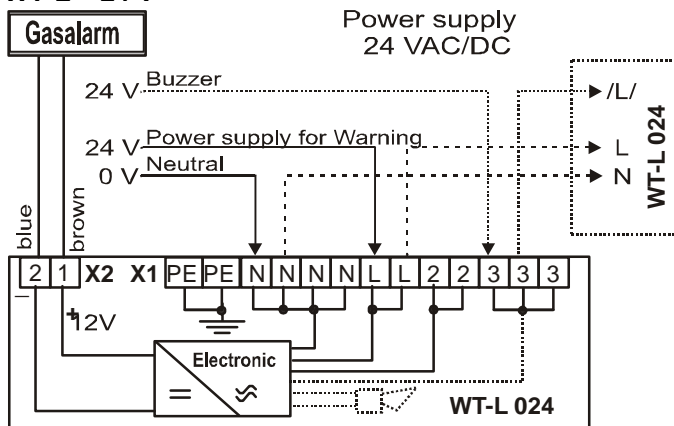 Gasalarm
Power supply
24 VAC/DC
24 V Buzzer
24 V Power supply for Warning
0 V Neutral
/L/
L
N
WT-L 024
blue
brown
2 1 X2 X1 PE PE N N N N L L 2 2 3 3 3
− + 12V
Electronic
= ≈
WT-L 024